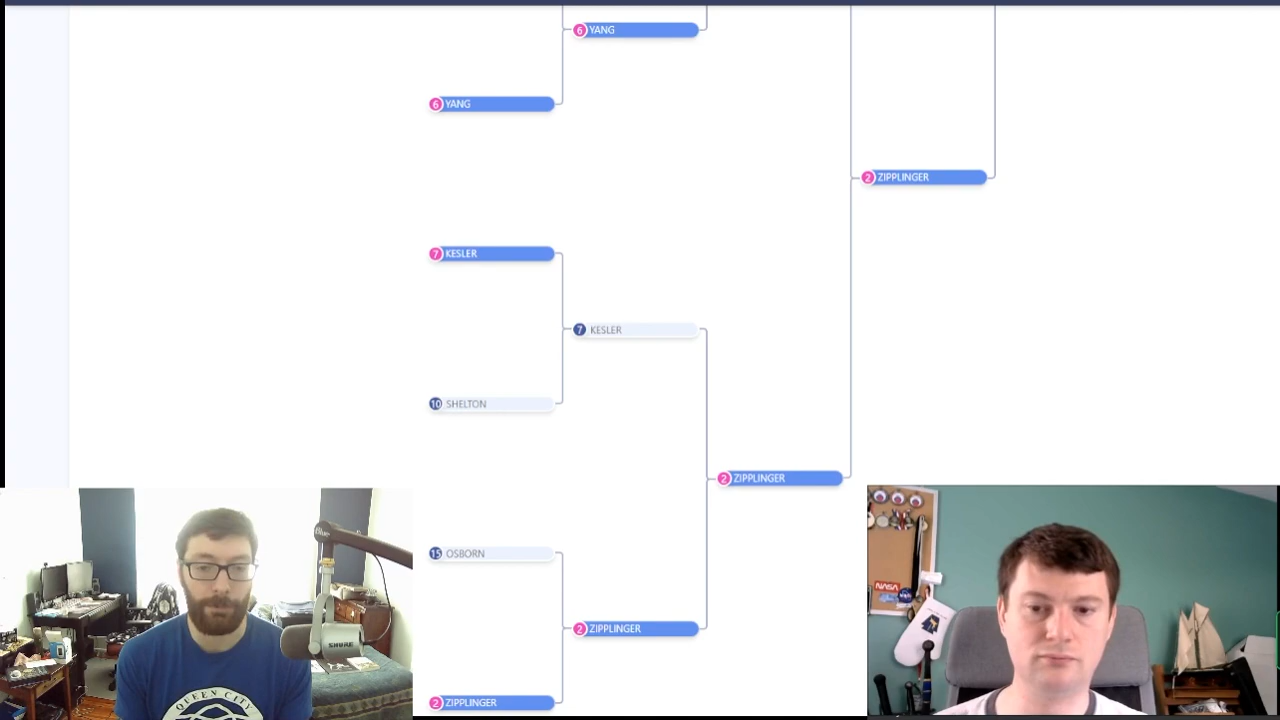 6 YANG
6 YANG
2 ZIPPLINGER
7 KESLER
7 KESLER
10 SHELTON
2 ZIPPLINGER
15 OSBORN
2 ZIPPLINGER
2 ZIPPLINGER
Blue
SHURE
QUEEN CITY
NASA